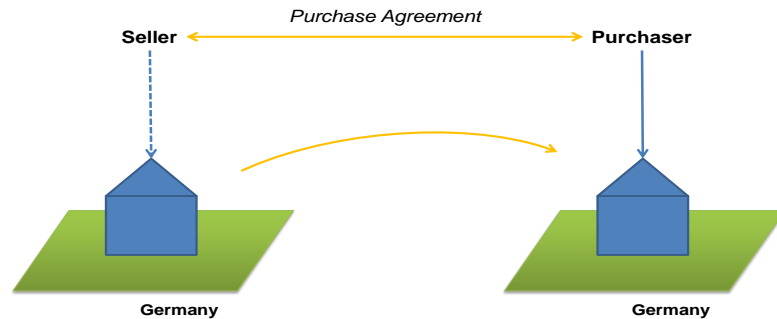 Purchase Agreement
Seller
Purchaser
Germany
Germany